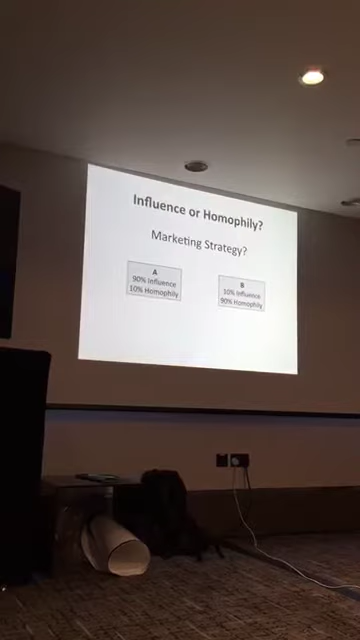 Influence or Homophily?
Marketing Strategy?
A
90% Influence
10% Homophily
B
10% Influence
90% Homophily